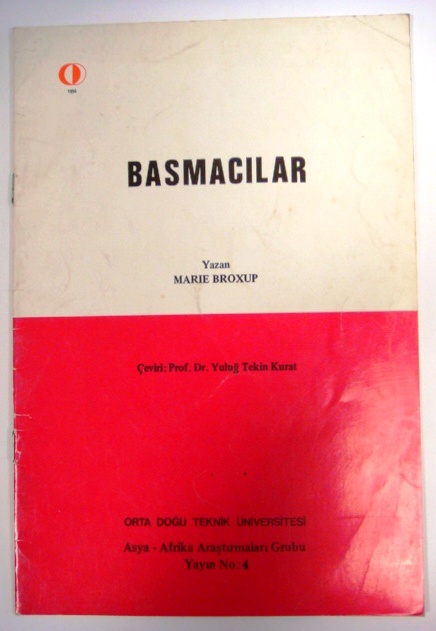 BASMACILAR
Yazan
MARIE BROXUP
Çeviri: Prof. Dr. Yuluğ Tekin Kurat
ORTA DOĞU TEKNİK ÜNİVERSİTESİ
Asya - Afrika Araştırmaları Grubu
Yayın No: 4